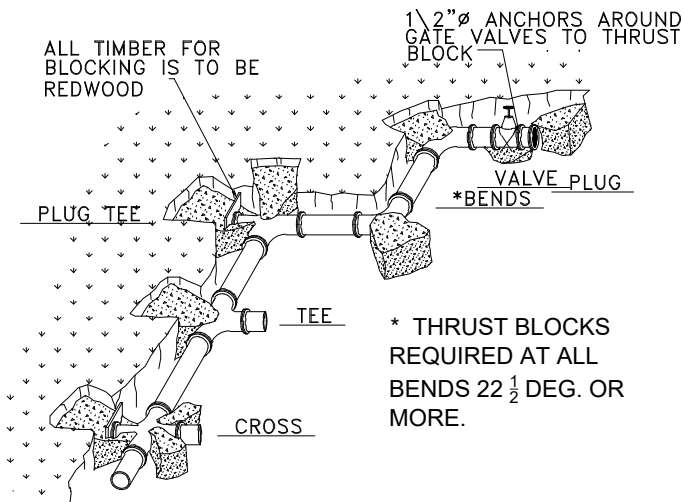 1\2"ø ANCHORS AROUND
GATE VALVES TO THRUST
BLOCK
ALL TIMBER FOR
BLOCKING IS TO BE
REDWOOD
VALVE
PLUG
*BENDS
PLUG TEE
TEE
* THRUST BLOCKS
REQUIRED AT ALL
BENDS 22 1/2 DEG. OR
MORE.
CROSS